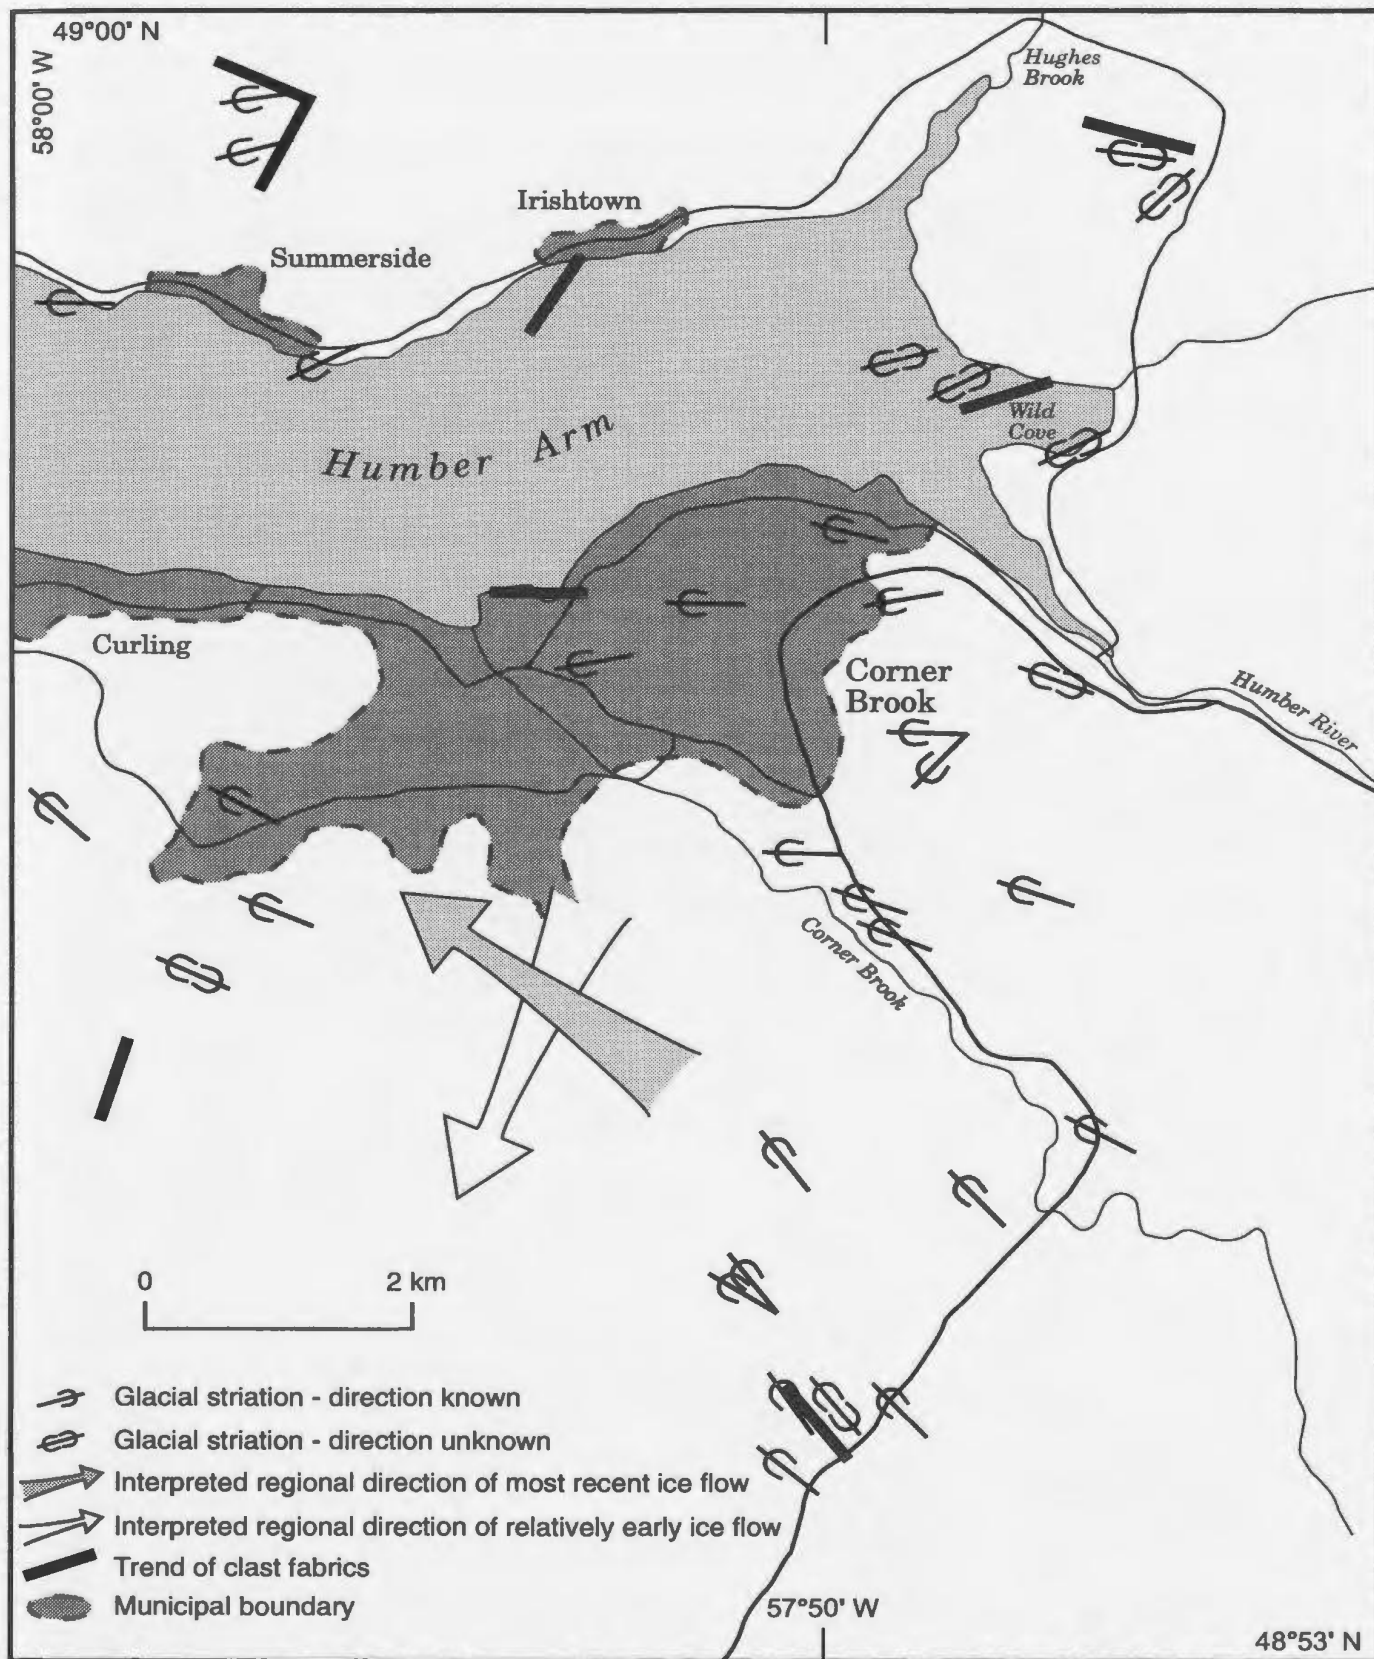 49°00' N
58°00' W
Hughes
Brook
Irishtown
Summerside
Wild
Cove
Humber Arm
Curling
Corner
Brook
Humber River
Corner Brook
0 2 km
Glacial striation - direction known
Glacial striation - direction unknown
Interpreted regional direction of most recent ice flow
Interpreted regional direction of relatively early ice flow
Trend of clast fabrics
Municipal boundary
57°50' W
48°53' N